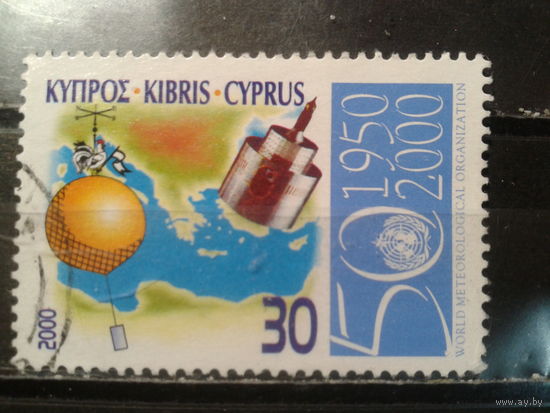 ΚΥΠΡΟΣ · KIBRIS · CYPRUS
2000
30
50
1950
2000
WORLD METEOROLOGICAL ORGANIZATION
www.ay.by